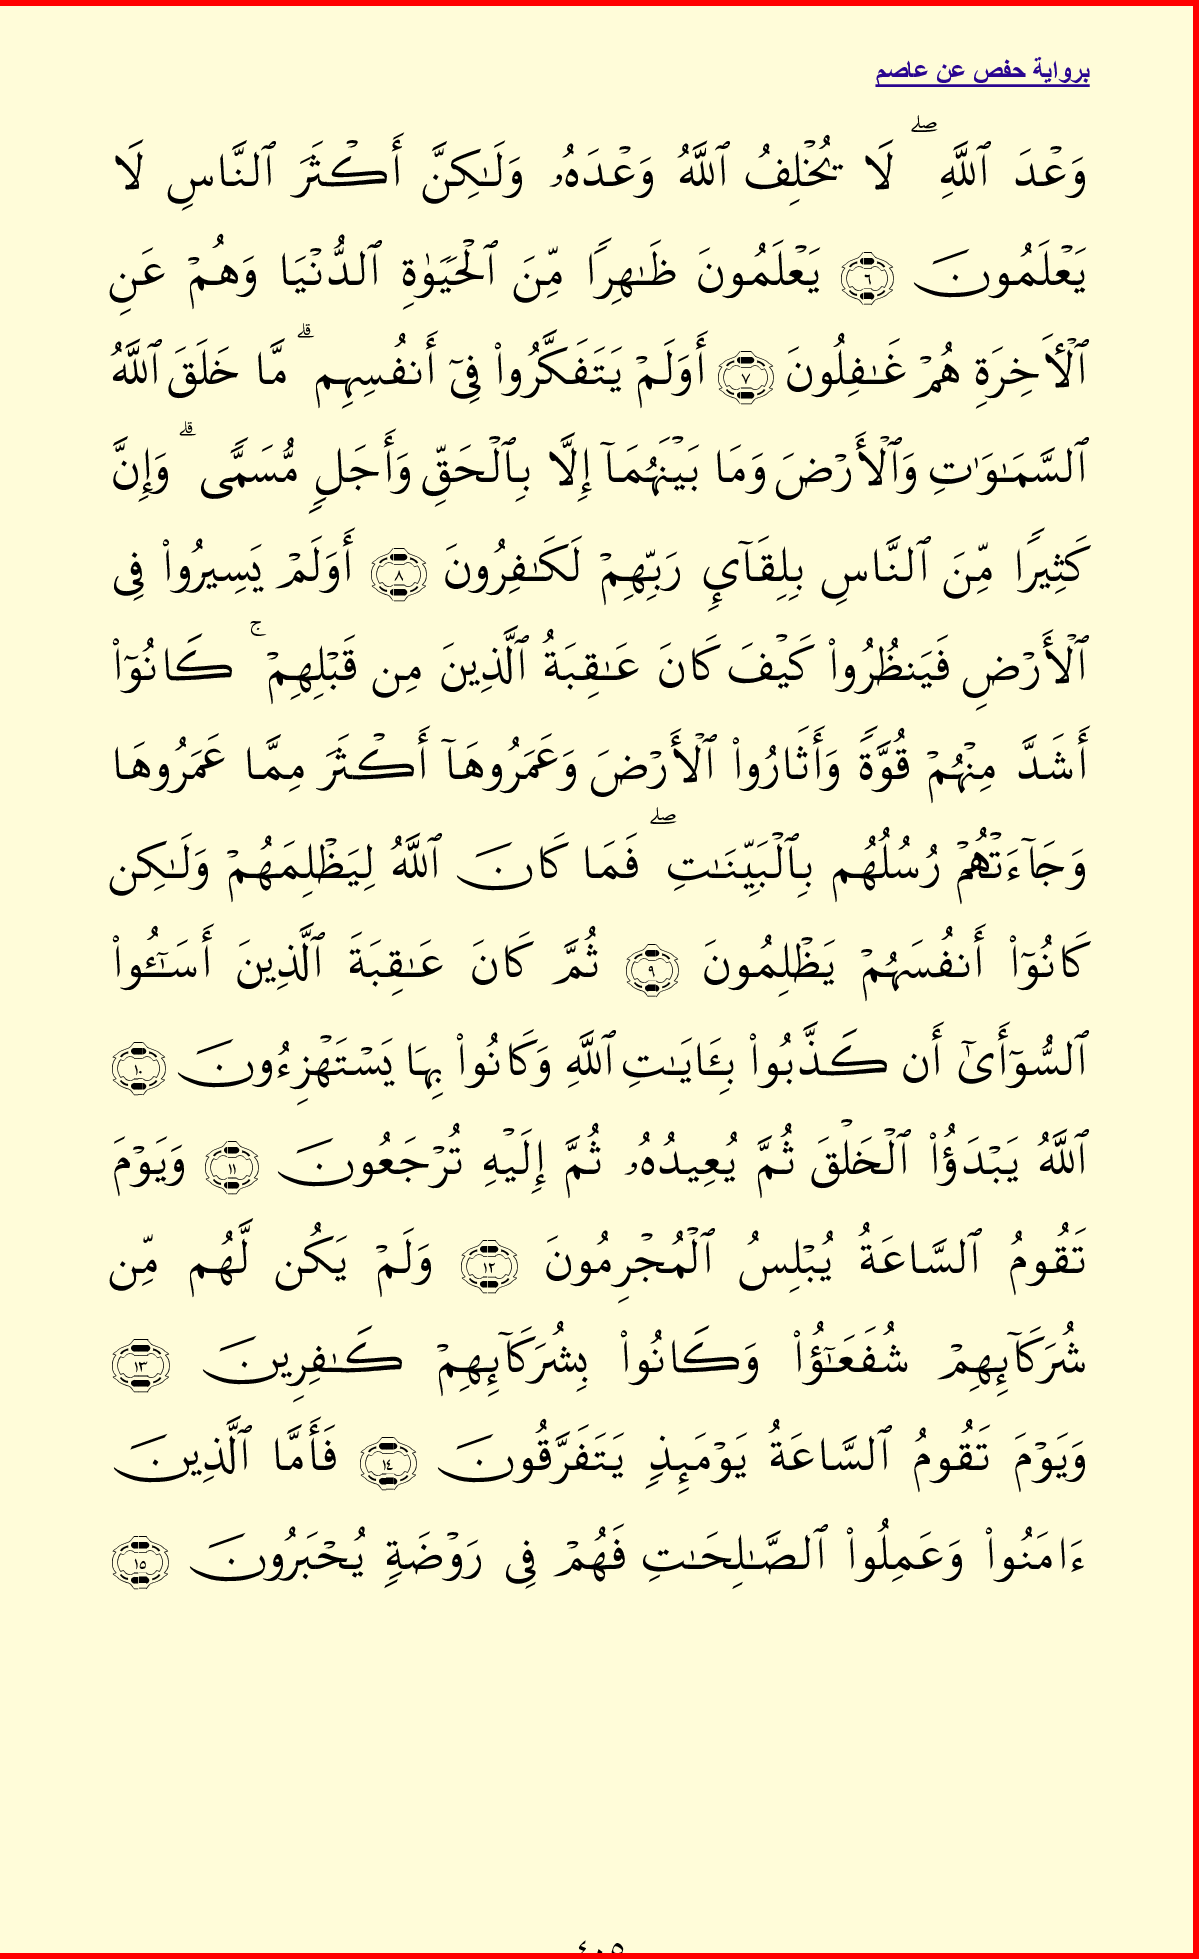 برواية حفص عن عاصم
وَعْدَ ٱللَّهِ ۖ لَا يُخْلِفُ ٱللَّهُ وَعْدَهُۥ وَلَـٰكِنَّ أَكْثَرَ ٱلنَّاسِ لَا
يَعْلَمُونَ ٦ يَعْلَمُونَ ظَـٰهِرًا مِّنَ ٱلْحَيَوٰةِ ٱلدُّنْيَا وَهُمْ عَنِ
ٱلْأَخِرَةِ هُمْ غَـٰفِلُونَ ٧ أَوَلَمْ يَتَفَكَّرُوا۟ فِىٓ أَنفُسِهِم ۗ مَّا خَلَقَ ٱللَّهُ
ٱلسَّمَـٰوَٰتِ وَٱلْأَرْضَ وَمَا بَيْنَهُمَآ إِلَّا بِٱلْحَقِّ وَأَجَلٍ مُّسَمًّى ۗ وَإِنَّ
كَثِيرًا مِّنَ ٱلنَّاسِ بِلِقَآئِ رَبِّهِمْ لَكَـٰفِرُونَ ٨ أَوَلَمْ يَسِيرُوا۟ فِى
ٱلْأَرْضِ فَيَنظُرُوا۟ كَيْفَ كَانَ عَـٰقِبَةُ ٱلَّذِينَ مِن قَبْلِهِمْ ۚ كَانُوٓا۟
أَشَدَّ مِنْهُمْ قُوَّةً وَأَثَارُوا۟ ٱلْأَرْضَ وَعَمَرُوهَآ أَكْثَرَ مِمَّا عَمَرُوهَا
وَجَآءَتْهُمْ رُسُلُهُم بِٱلْبَيِّنَـٰتِ ۖ فَمَا كَانَ ٱللَّهُ لِيَظْلِمَهُمْ وَلَـٰكِن
كَانُوٓا۟ أَنفُسَهُمْ يَظْلِمُونَ ٩ ثُمَّ كَانَ عَـٰقِبَةَ ٱلَّذِينَ أَسَـٰٓـُٔوا۟
ٱلسُّوٓأَىٰٓ أَن كَذَّبُوا۟ بِـَٔايَـٰتِ ٱللَّهِ وَكَانُوا۟ بِهَا يَسْتَهْزِءُونَ ١٠
ٱللَّهُ يَبْدَؤُا۟ ٱلْخَلْقَ ثُمَّ يُعِيدُهُۥ ثُمَّ إِلَيْهِ تُرْجَعُونَ ١١ وَيَوْمَ
تَقُومُ ٱلسَّاعَةُ يُبْلِسُ ٱلْمُجْرِمُونَ ١٢ وَلَمْ يَكُن لَّهُم مِّن
شُرَكَآئِهِمْ شُفَعَـٰٓؤُا۟ وَكَانُوا۟ بِشُرَكَآئِهِمْ كَـٰفِرِينَ ١٣
وَيَوْمَ تَقُومُ ٱلسَّاعَةُ يَوْمَئِذٍ يَتَفَرَّقُونَ ١٤ فَأَمَّا ٱلَّذِينَ
ءَامَنُوا۟ وَعَمِلُوا۟ ٱلصَّـٰلِحَـٰتِ فَهُمْ فِى رَوْضَةٍ يُحْبَرُونَ ١٥
٤٠٥